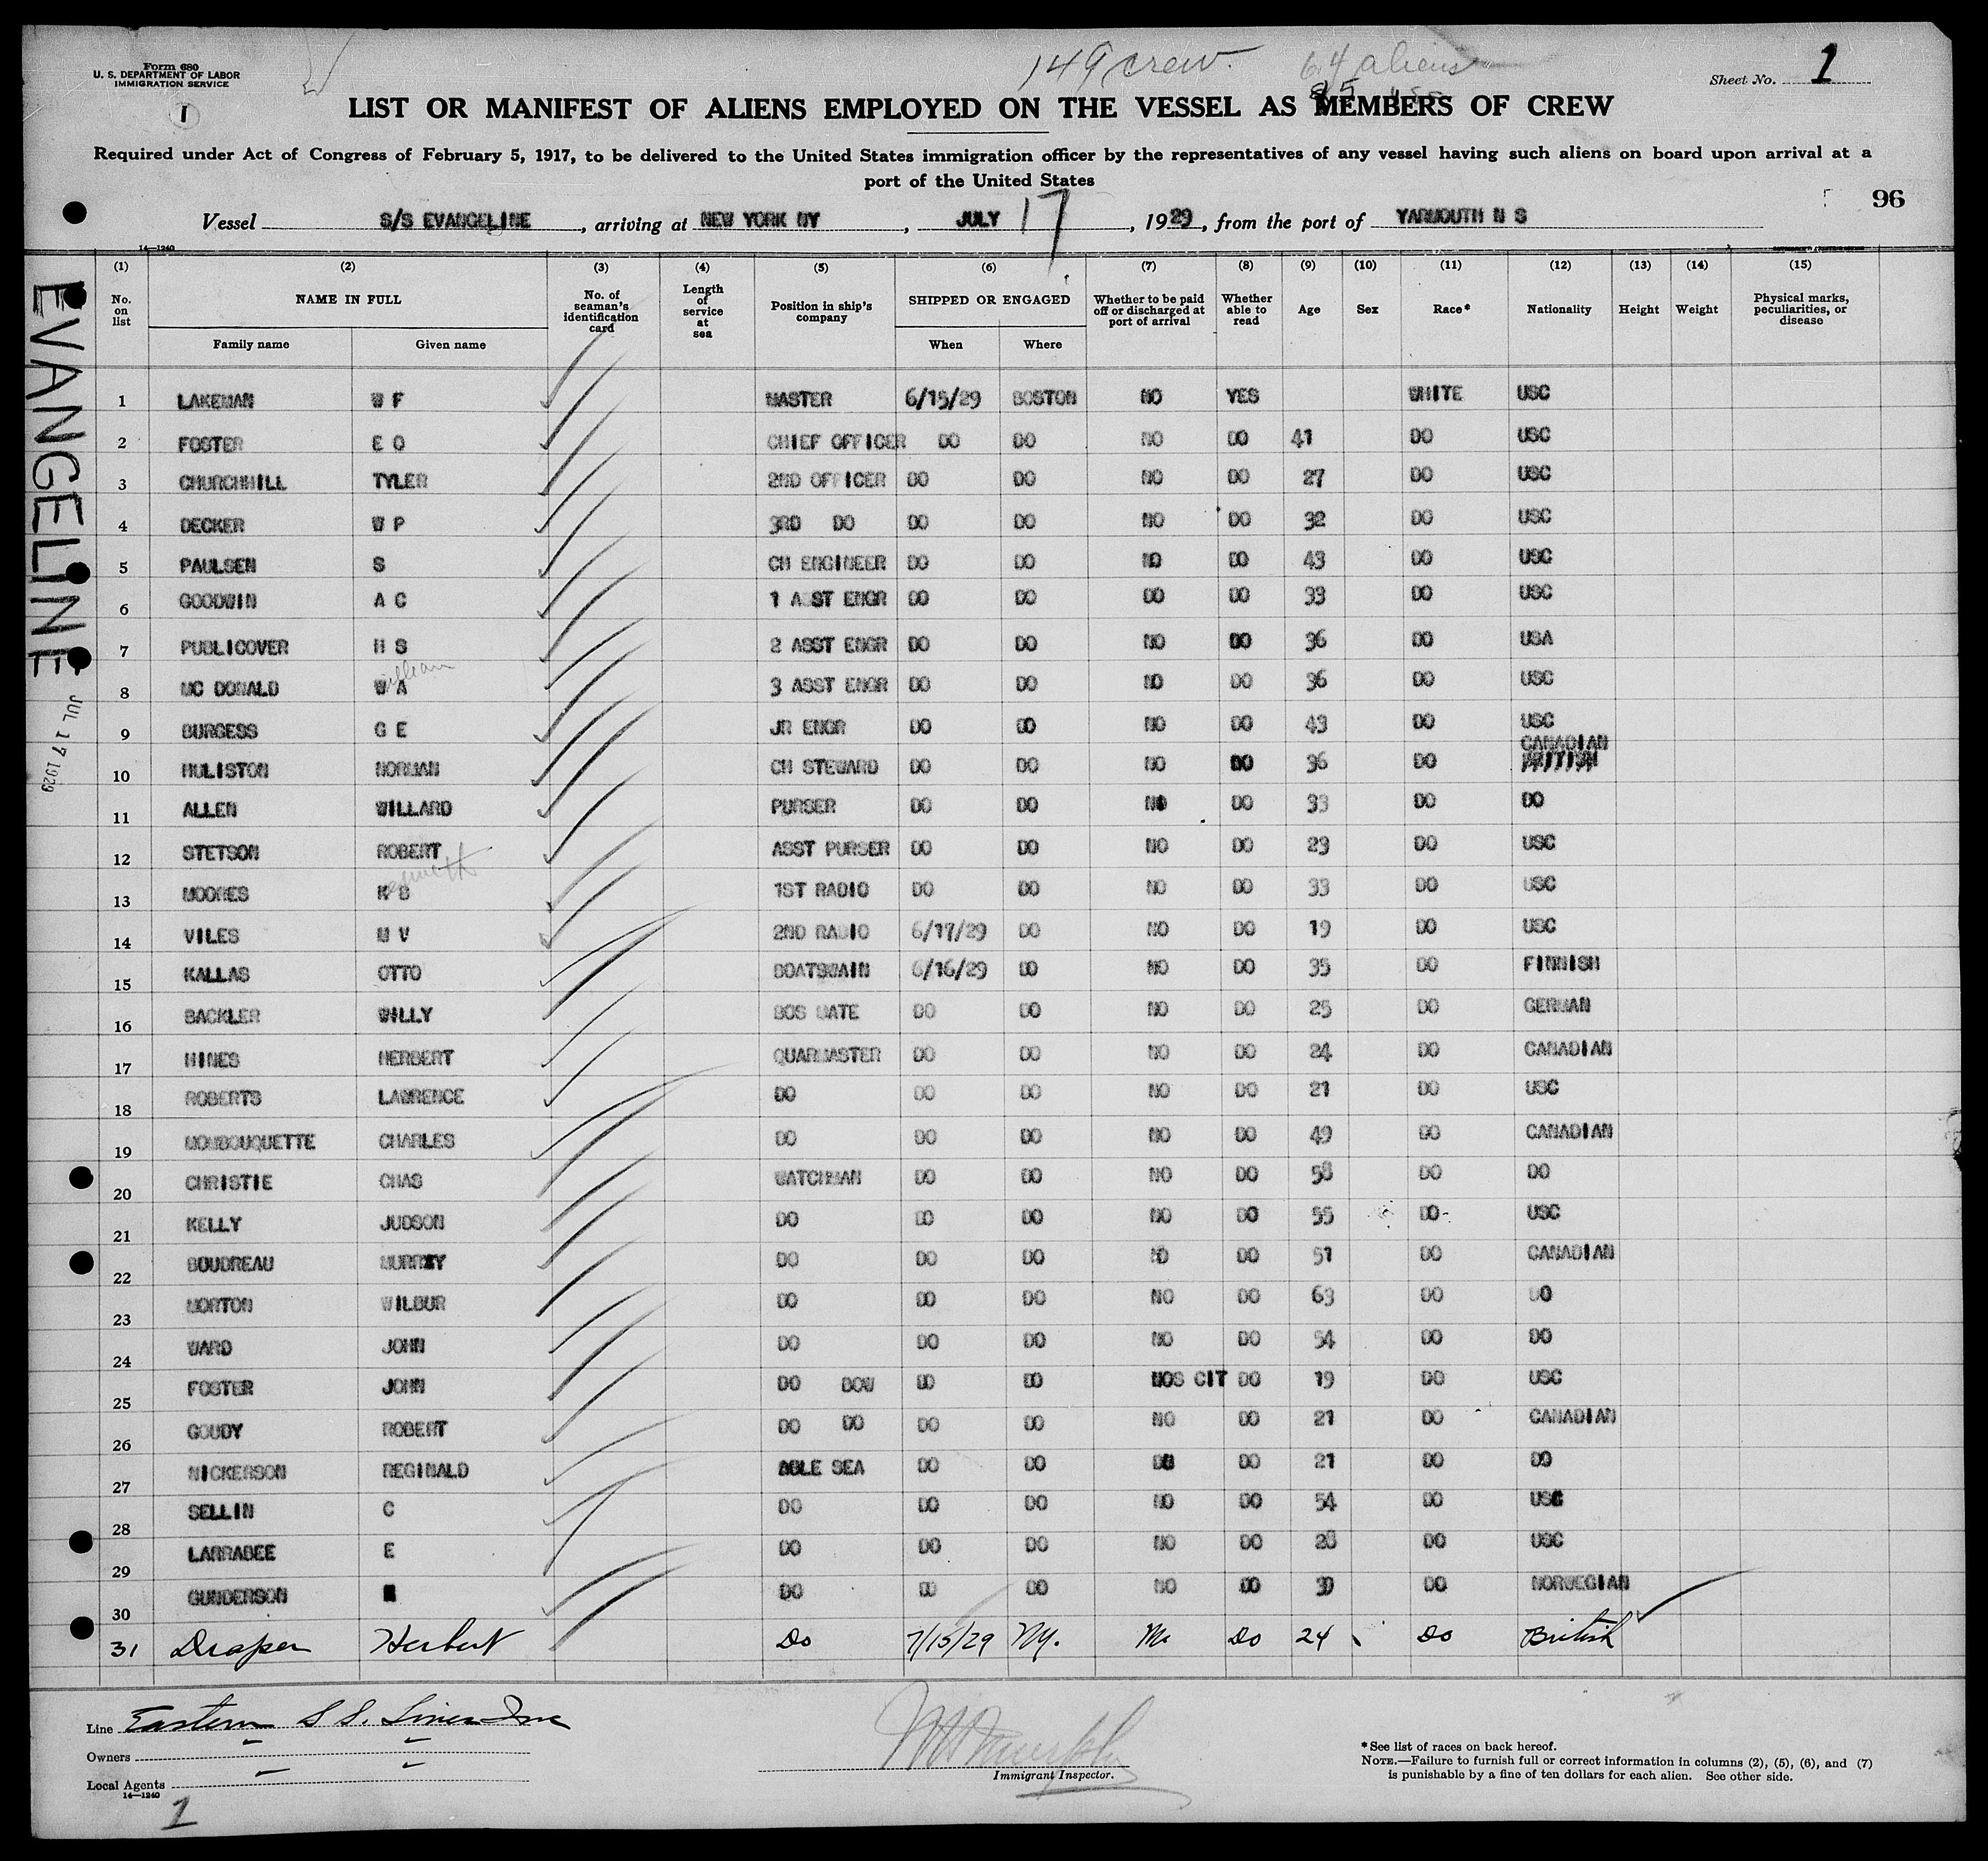 Form 680
U. S. DEPARTMENT OF LABOR
IMMIGRATION SERVICE
1
149 crew.
64 aliens
85
Sheet No. 1
LIST OR MANIFEST OF ALIENS EMPLOYED ON THE VESSEL AS MEMBERS OF CREW
Required under Act of Congress of February 5, 1917, to be delivered to the United States immigration officer by the representatives of any vessel having such aliens on board upon arrival at a
port of the United States
96
Vessel S/S EVANGELINE, arriving at NEW YORK NY, JULY 17, 1929, from the port of YARMOUTH N S
14—1240
EVANGELINE
JUL 17 1929
(1) (2) (3) (4) (5) (6) (7) (8) (9) (10) (11) (12) (13) (14) (15)
No. on list NAME IN FULL No. of seaman's identification card Length of service at sea Position in ship's company SHIPPED OR ENGAGED Whether to be paid off or discharged at port of arrival Whether able to read Age Sex Race* Nationality Height Weight Physical marks, peculiarities, or disease
Family name Given name When Where
1 LAKEMAN W F MASTER 6/15/29 BOSTON NO YES WHITE USC
2 FOSTER E O CHIEF OFFICER DO DO NO DO 41 DO USC
3 CHURCHHILL TYLER 2ND OFFICER DO DO NO DO 27 DO USC
4 DECKER W P 3RD DO DO DO NO DO 32 DO USC
5 PAULSEN S CH ENGINEER DO DO NO DO 43 DO USC
6 GOODWIN A C 1 ASST ENGR DO DO DO DO 33 DO USC
7 PUBLICOVER H S 2 ASST ENGR DO DO NO DO 36 DO USA
William
8 MC DONALD W A 3 ASST ENGR DO DO NO DO 36 DO USC
9 BURGESS G E JR ENGR DO DO NO DO 43 DO USC
CANADIAN
10 HULISTON NORMAN CH STEWARD DO DO NO DO 36 DO BRITISH
11 ALLEN WILLARD PURSER DO DO NO DO 33 DO DO
12 STETSON ROBERT ASST PURSER DO DO NO DO 23 DO USC
Kenneth
13 MOORES K B 1ST RADIO DO DO NO DO 33 DO USC
14 VILES M V 2ND RADIO 6/17/29 DO NO DO 19 DO USC
15 KALLAS OTTO BOATSWAIN 6/16/29 DO NO DO 35 DO FINNISH
16 BACKLER WILLY BOS MATE DO DO NO DO 25 DO GERMAN
17 HINES HERBERT QUARMASTER DO DO NO DO 24 DO CANADIAN
18 ROBERTS LAWRENCE DO DO DO NO DO 21 DO USC
19 MOMBOUQUETTE CHARLES DO DO DO NO DO 49 DO CANADIAN
20 CHRISTIE CHAS WATCHMAN DO DO NO DO 58 DO DO
21 KELLY JUDSON DO DO DO NO DO 55 DO USC
22 BOUDREAU MURRAY DO DO DO NO DO 51 DO CANADIAN
23 MORTON WILBUR DO DO DO NO DO 63 DO DO
24 WARD JOHN DO DO DO NO DO 54 DO DO
25 FOSTER JOHN DO BOW DO DO NOS CIT DO 19 DO USC
26 GOUDY ROBERT DO DO DO DO NO DO 21 DO CANADIAN
27 NICKERSON REGINALD ABLE SEA DO DO DO DO 21 DO DO
28 SELLIN C DO DO DO NO DO 54 DO USC
29 LARRABEE E DO DO DO NO DO 28 DO USC
30 GUNDERSON DO DO DO NO DO 30 DO NORWEGIAN
31 Draper Herbert Do 7/15/29 NY. No Do 24 Do British
Line Eastern S S. Lines Inc
Owners
Local Agents
14—1240
1
Immigrant Inspector.
*See list of races on back hereof.
NOTE.—Failure to furnish full or correct information in columns (2), (5), (6), and (7)
is punishable by a fine of ten dollars for each alien. See other side.